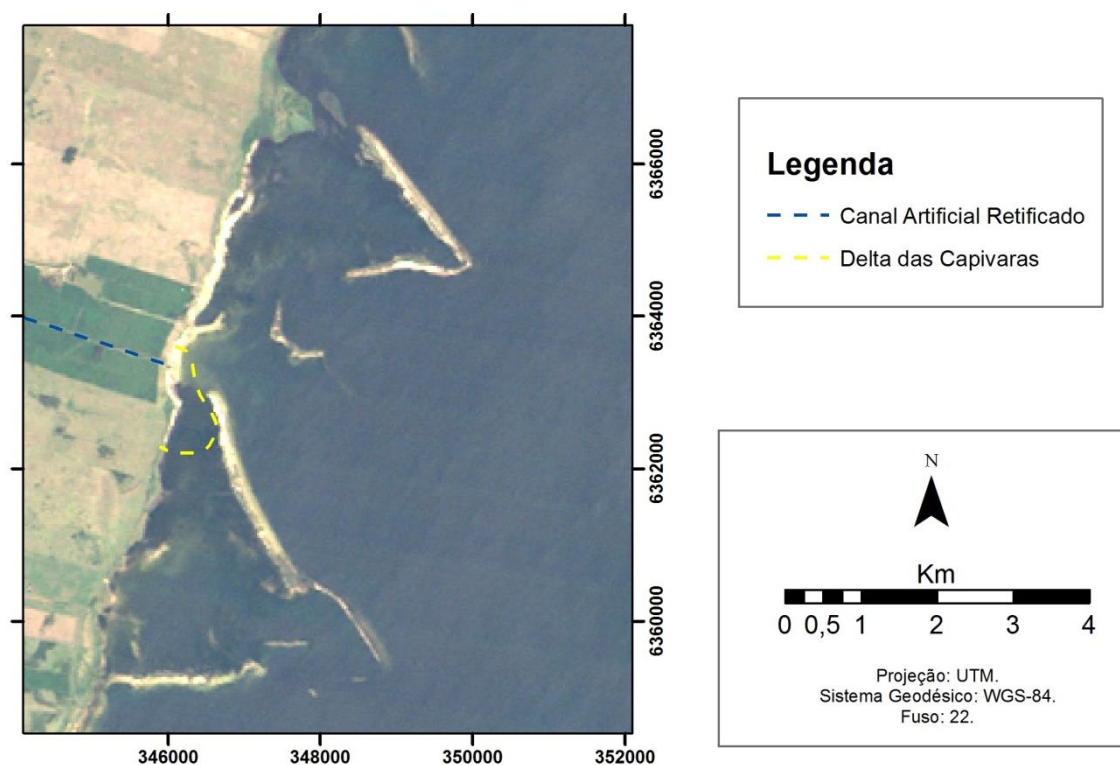 6366000
6364000
6362000
6360000
346000 348000 350000 352000
Legenda
Canal Artificial Retificado
Delta das Capivaras
N
Km
0 0,5 1 2 3 4
Projeção: UTM.
Sistema Geodésico: WGS-84.
Fuso: 22.